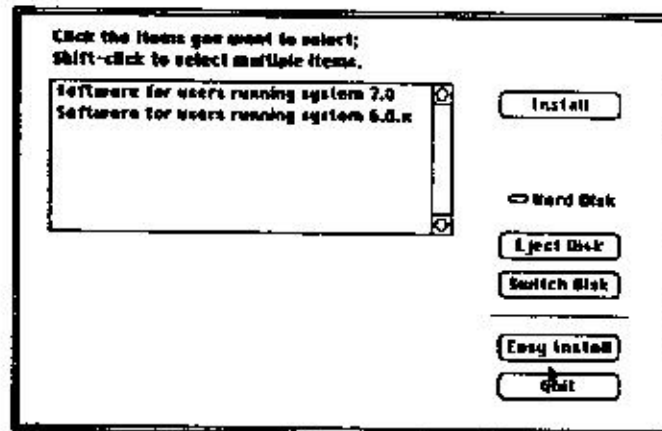 Click the items you want to select;
Shift-click to select multiple items.
Software for users running system 7.0
Software for users running system 6.0.x
Install
Hard Disk
Eject Disk
Switch Disk
Easy Install
Quit